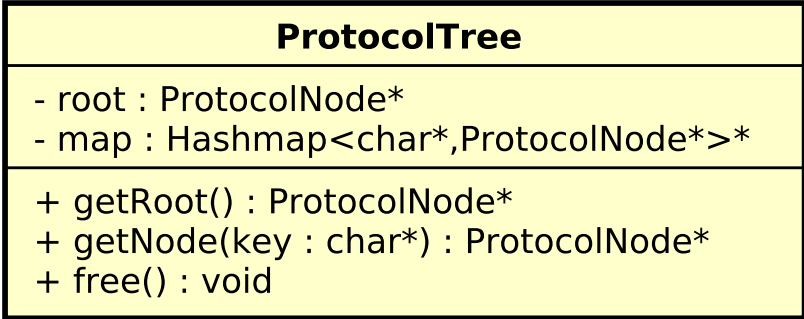 ProtocolTree
- root : ProtocolNode*
- map : Hashmap<char*,ProtocolNode*>*
+ getRoot() : ProtocolNode*
+ getNode(key : char*) : ProtocolNode*
+ free() : void